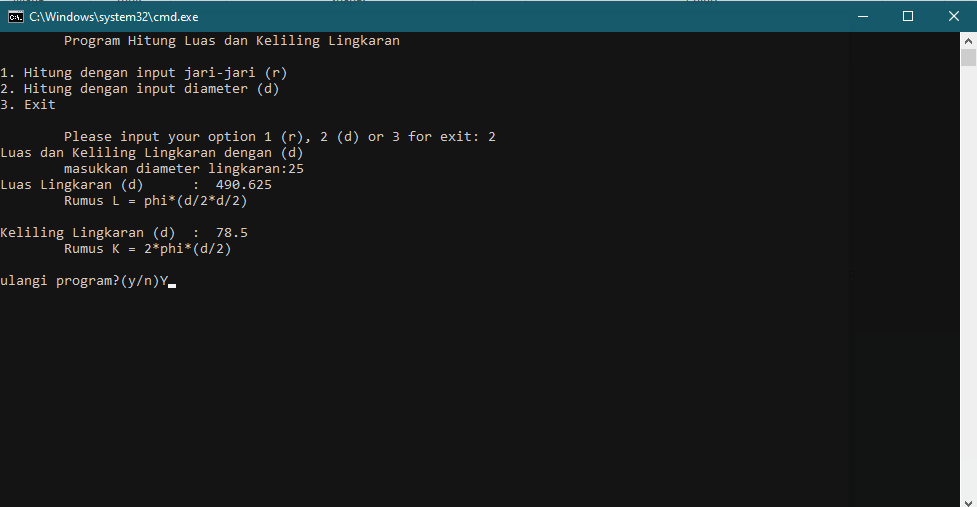 C:\Windows\system32\cmd.exe
Program Hitung Luas dan Keliling Lingkaran
1. Hitung dengan input jari-jari (r)
2. Hitung dengan input diameter (d)
3. Exit
Please input your option 1 (r), 2 (d) or 3 for exit: 2
Luas dan Keliling Lingkaran dengan (d)
masukkan diameter lingkaran:25
Luas Lingkaran (d)      :  490.625
Rumus L = phi*(d/2*d/2)
Keliling Lingkaran (d)  :  78.5
Rumus K = 2*phi*(d/2)
ulangi program?(y/n)Y